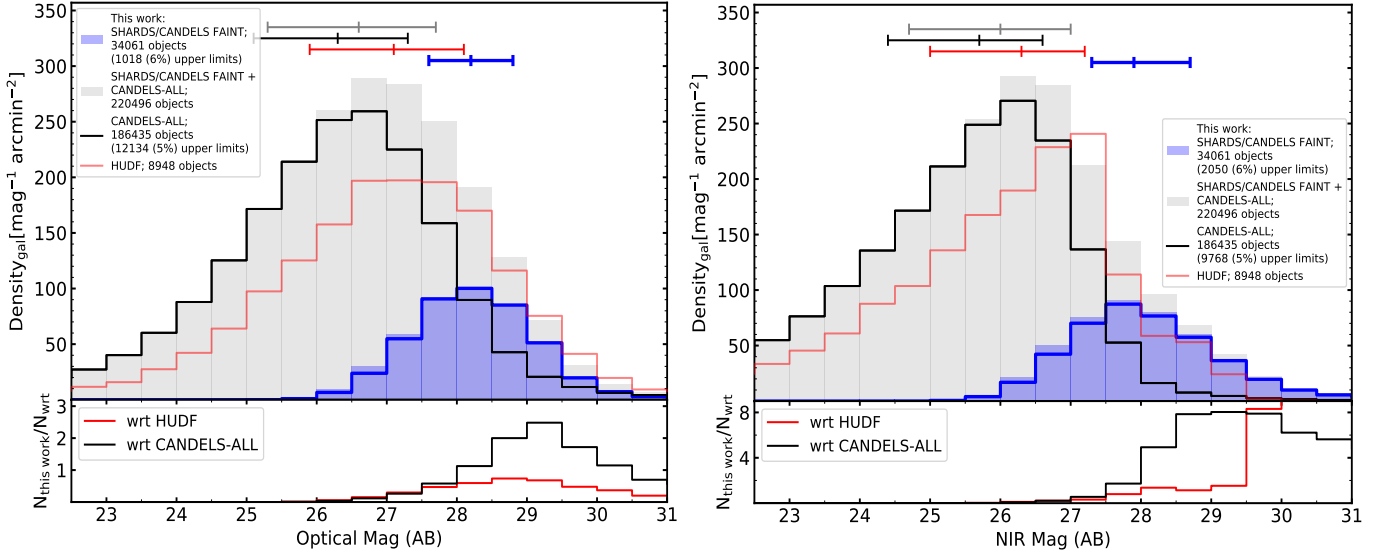 This work:
SHARDS/CANDELS FAINT;
34061 objects
(1018 (6%) upper limits)
SHARDS/CANDELS FAINT +
CANDELS-ALL;
220496 objects
CANDELS-ALL;
186435 objects
(12134 (5%) upper limits)
HUDF; 8948 objects
Density_gal[mag⁻¹ arcmin⁻²]
350
300
250
200
150
100
50
wrt HUDF
wrt CANDELS-ALL
N_this work/N_wrt
3
2
1
23 24 25 26 27 28 29 30 31
Optical Mag (AB)
This work:
SHARDS/CANDELS FAINT;
34061 objects
(2050 (6%) upper limits)
SHARDS/CANDELS FAINT +
CANDELS-ALL;
220496 objects
CANDELS-ALL;
186435 objects
(9768 (5%) upper limits)
HUDF; 8948 objects
Density_gal[mag⁻¹ arcmin⁻²]
350
300
250
200
150
100
50
wrt HUDF
wrt CANDELS-ALL
N_this work/N_wrt
8
4
23 24 25 26 27 28 29 30 31
NIR Mag (AB)